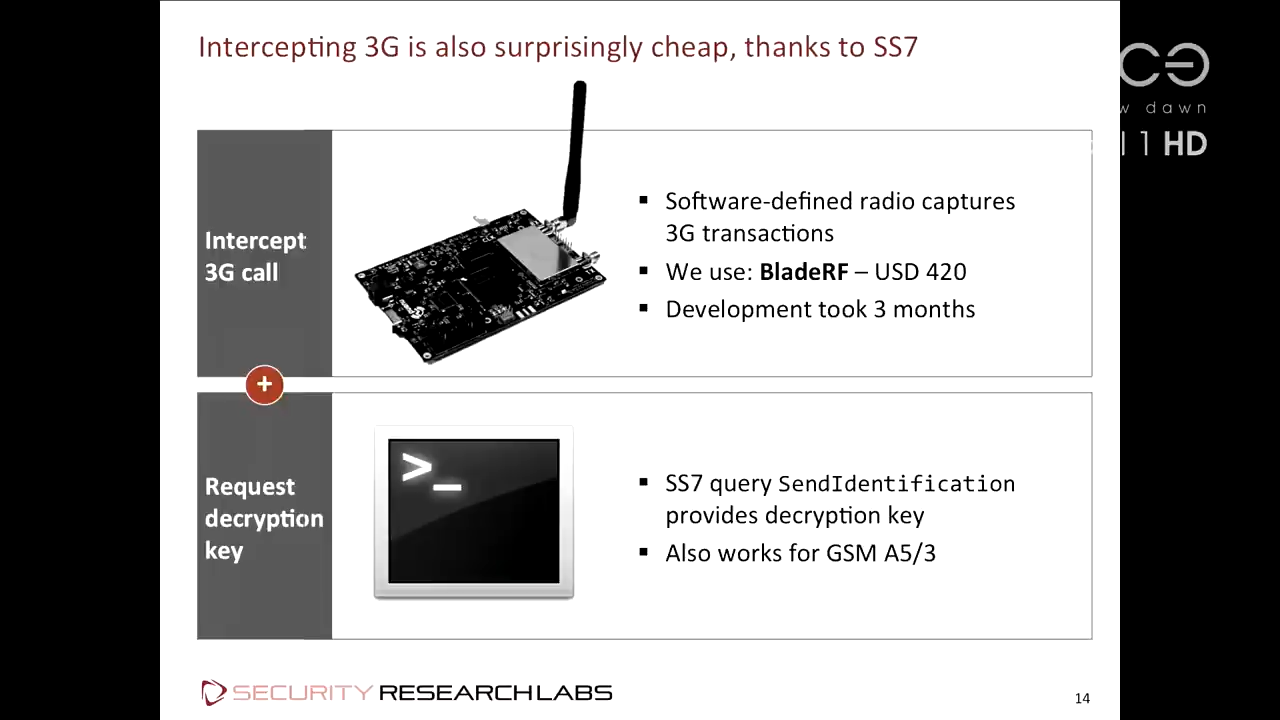 Intercepting 3G is also surprisingly cheap, thanks to SS7
w dawn
11 HD
Intercept
3G call
▪ Software-defined radio captures
3G transactions
▪ We use: BladeRF – USD 420
▪ Development took 3 months
+
Request
decryption
key
>_
▪ SS7 query SendIdentification
provides decryption key
▪ Also works for GSM A5/3
SECURITY RESEARCH LABS
14